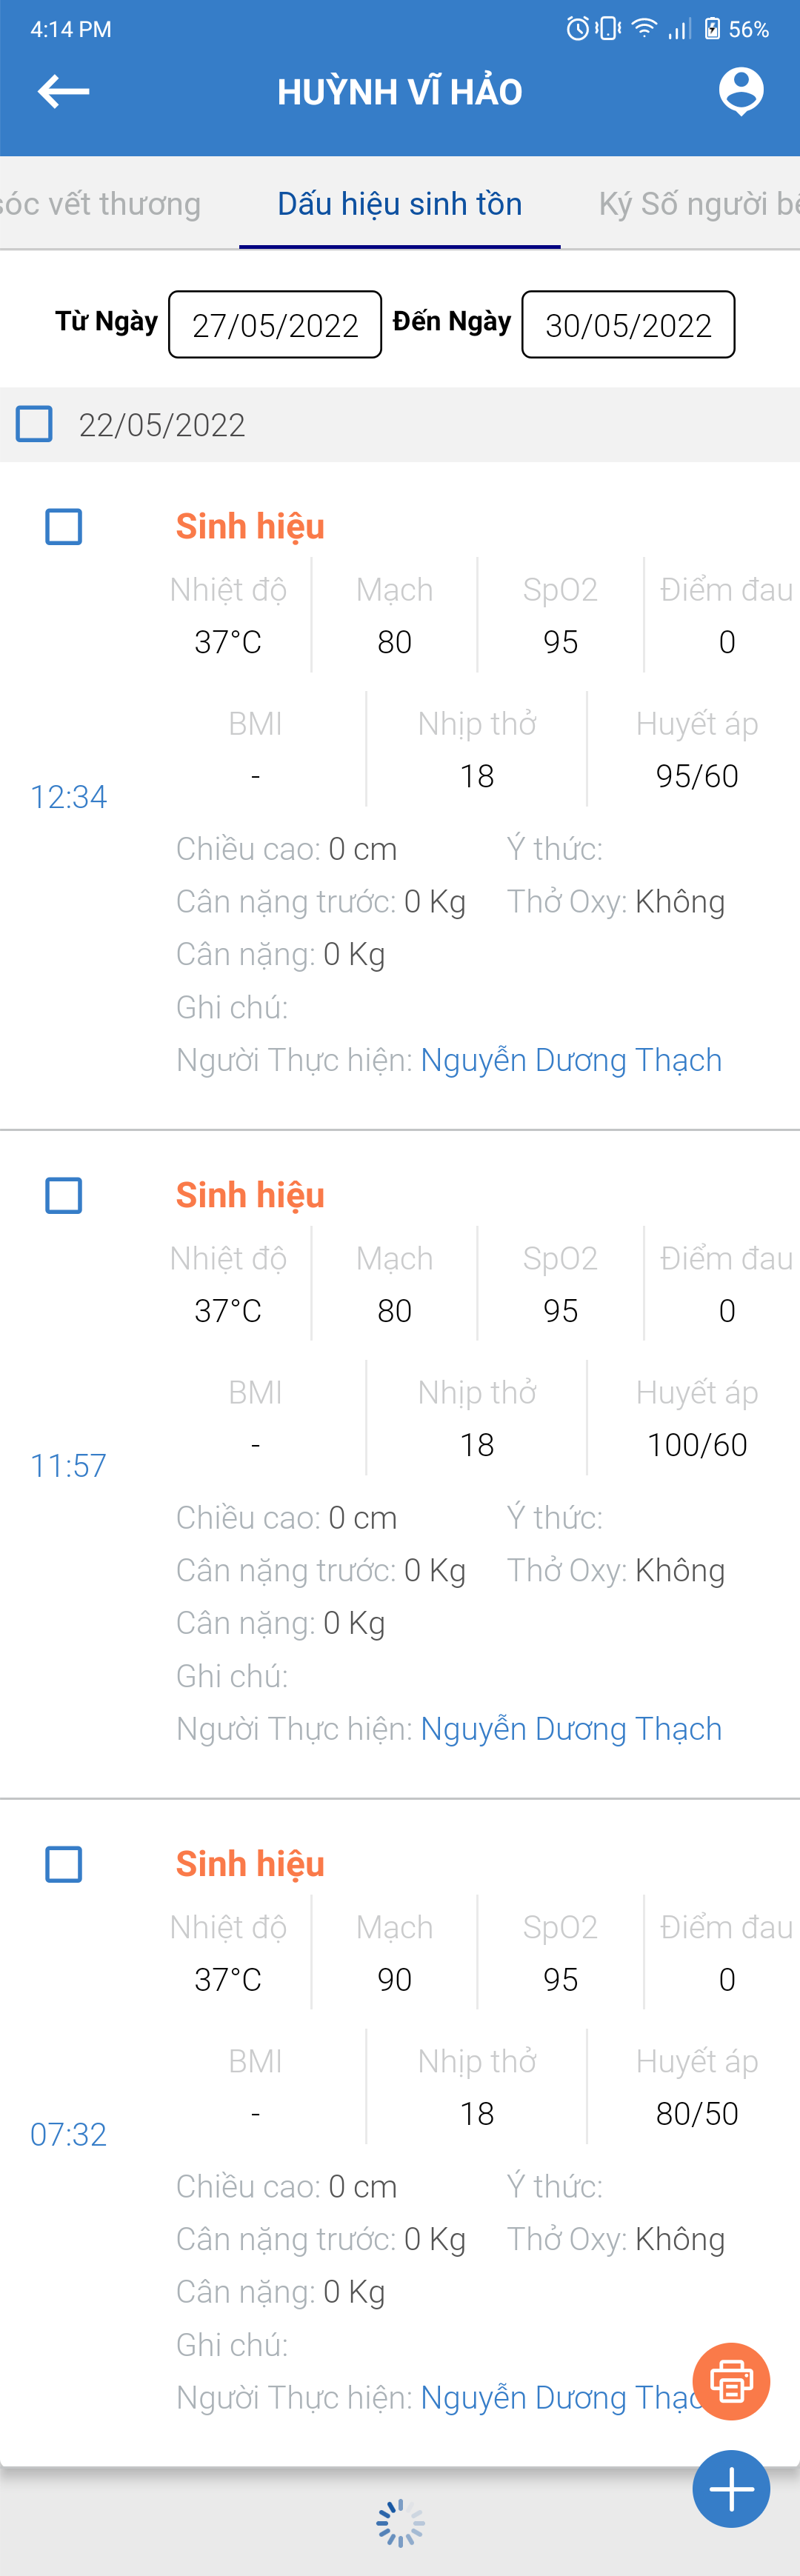 4:14 PM 56%
HUỲNH VĨ HẢO
sóc vết thương Dấu hiệu sinh tồn Ký Số người bé
Từ Ngày 27/05/2022 Đến Ngày 30/05/2022
22/05/2022
Sinh hiệu
Nhiệt độ Mạch SpO2 Điểm đau
37°C 80 95 0
BMI Nhịp thở Huyết áp
- 18 95/60
12:34
Chiều cao: 0 cm Ý thức:
Cân nặng trước: 0 Kg Thở Oxy: Không
Cân nặng: 0 Kg
Ghi chú:
Người Thực hiện: Nguyễn Dương Thạch
Sinh hiệu
Nhiệt độ Mạch SpO2 Điểm đau
37°C 80 95 0
BMI Nhịp thở Huyết áp
- 18 100/60
11:57
Chiều cao: 0 cm Ý thức:
Cân nặng trước: 0 Kg Thở Oxy: Không
Cân nặng: 0 Kg
Ghi chú:
Người Thực hiện: Nguyễn Dương Thạch
Sinh hiệu
Nhiệt độ Mạch SpO2 Điểm đau
37°C 90 95 0
BMI Nhịp thở Huyết áp
- 18 80/50
07:32
Chiều cao: 0 cm Ý thức:
Cân nặng trước: 0 Kg Thở Oxy: Không
Cân nặng: 0 Kg
Ghi chú:
Người Thực hiện: Nguyễn Dương Thạc